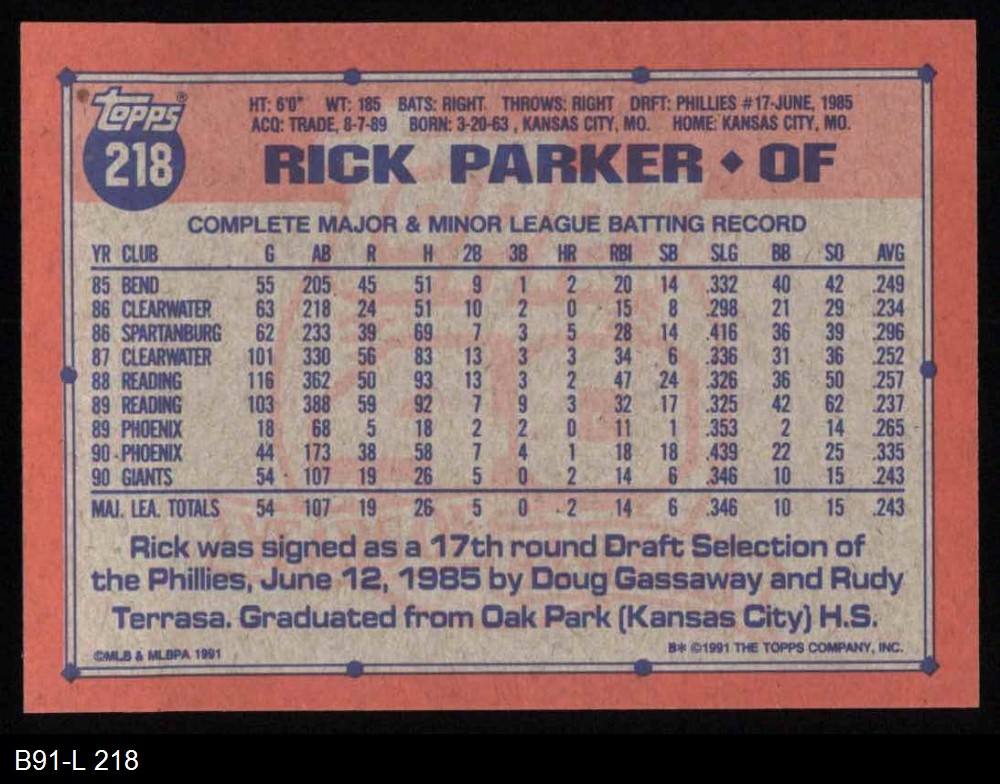 Topps®
218
HT: 6'0" WT: 185 BATS: RIGHT. THROWS: RIGHT DRFT: PHILLIES #17-JUNE, 1985
ACQ: TRADE, 8-7-89 BORN: 3-20-63, KANSAS CITY, MO. HOME: KANSAS CITY, MO.
RICK PARKER ◆ OF
COMPLETE MAJOR & MINOR LEAGUE BATTING RECORD
YR CLUB G AB R H 2B 3B HR RBI SB SLG BB SO AVG
85 BEND 55 205 45 51 9 1 2 20 14 .332 40 42 .249
86 CLEARWATER 63 218 24 51 10 2 0 15 8 .298 21 29 .234
86 SPARTANBURG 62 233 39 69 7 3 5 28 14 .416 36 39 .296
87 CLEARWATER 101 330 56 83 13 3 3 34 6 .336 31 36 .252
88 READING 116 362 50 93 13 3 2 47 24 .326 36 50 .257
89 READING 103 388 59 92 7 9 3 32 17 .325 42 62 .237
89 PHOENIX 18 68 5 18 2 2 0 11 1 .353 2 14 .265
90 PHOENIX 44 173 38 58 7 4 1 18 18 .439 22 25 .335
90 GIANTS 54 107 19 26 5 0 2 14 6 .346 10 15 .243
MAJ. LEA. TOTALS 54 107 19 26 5 0 2 14 6 .346 10 15 .243
Rick was signed as a 17th round Draft Selection of
the Phillies, June 12, 1985 by Doug Gassaway and Rudy
Terrasa. Graduated from Oak Park (Kansas City) H.S.
©MLB & MLBPA 1991
B* ©1991 THE TOPPS COMPANY, INC.
B91-L 218